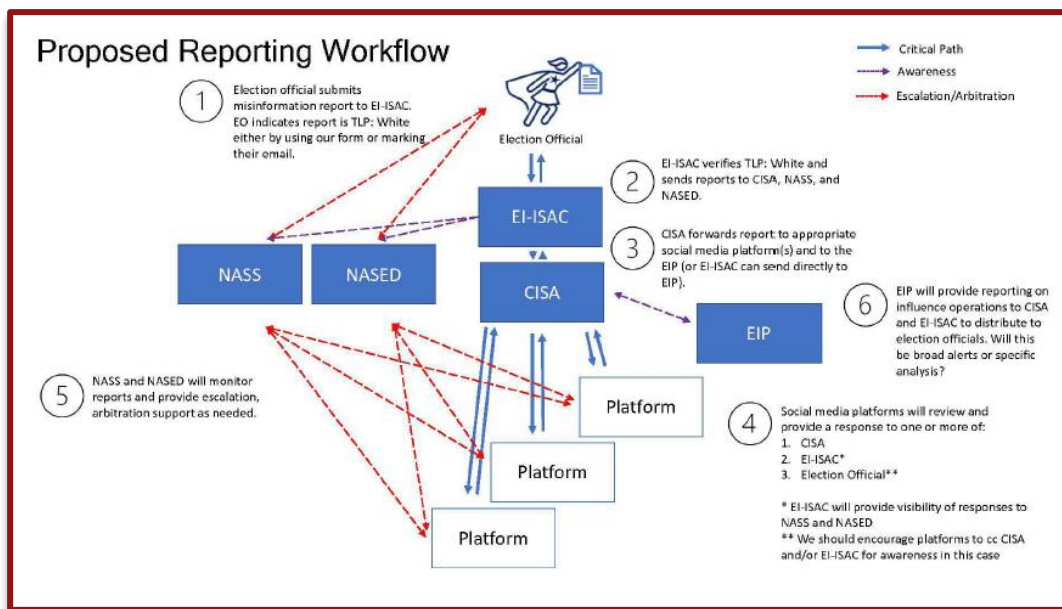 Proposed Reporting Workflow
Critical Path
Awareness
Escalation/Arbitration
1
Election official submits
misinformation report to EI-ISAC.
EO indicates report is TLP: White
either by using our form or marking
their email.
Election Official
2
EI-ISAC verifies TLP: White and
sends reports to CISA, NASS, and
NASED.
EI-ISAC
3
CISA forwards report to appropriate
social media platform(s) and to the
EIP (or EI-ISAC can send directly to
EIP).
NASS
NASED
CISA
EIP
6
EIP will provide reporting on
influence operations to CISA
and EI-ISAC to distribute to
election officials. Will this
be broad alerts or specific
analysis?
5
NASS and NASED will monitor
reports and provide escalation,
arbitration support as needed.
Platform
Platform
Platform
4
Social media platforms will review and
provide a response to one or more of:
1. CISA
2. EI-ISAC*
3. Election Official**
* EI-ISAC will provide visibility of responses to
NASS and NASED
** We should encourage platforms to cc CISA
and/or EI-ISAC for awareness in this case